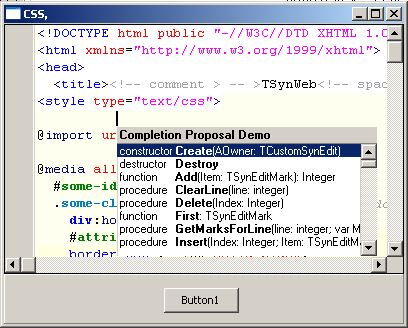 CSS,
<!DOCTYPE html public "-//W3C//DTD XHTML 1.0
<html xmlns="http://www.w3.org/1999/xhtml">
<head>
<title><!-- comment > -- >TSynWeb<!-- spac
<style type="text/css">
@import ur
Completion Proposal Demo
constructor Create(AOwner: TCustomSynEdit)
destructor Destroy
@media all
function Add(Item: TSynEditMark): Integer
#some-id
procedure ClearLine(line: integer)
.some-cl
procedure Delete(Index: Integer)
div:ho
function First: TSynEditMark
#attri
procedure GetMarksForLine(line: integer; var M
border
procedure Insert(Index: Integer; Item: TSynEditM
Button1